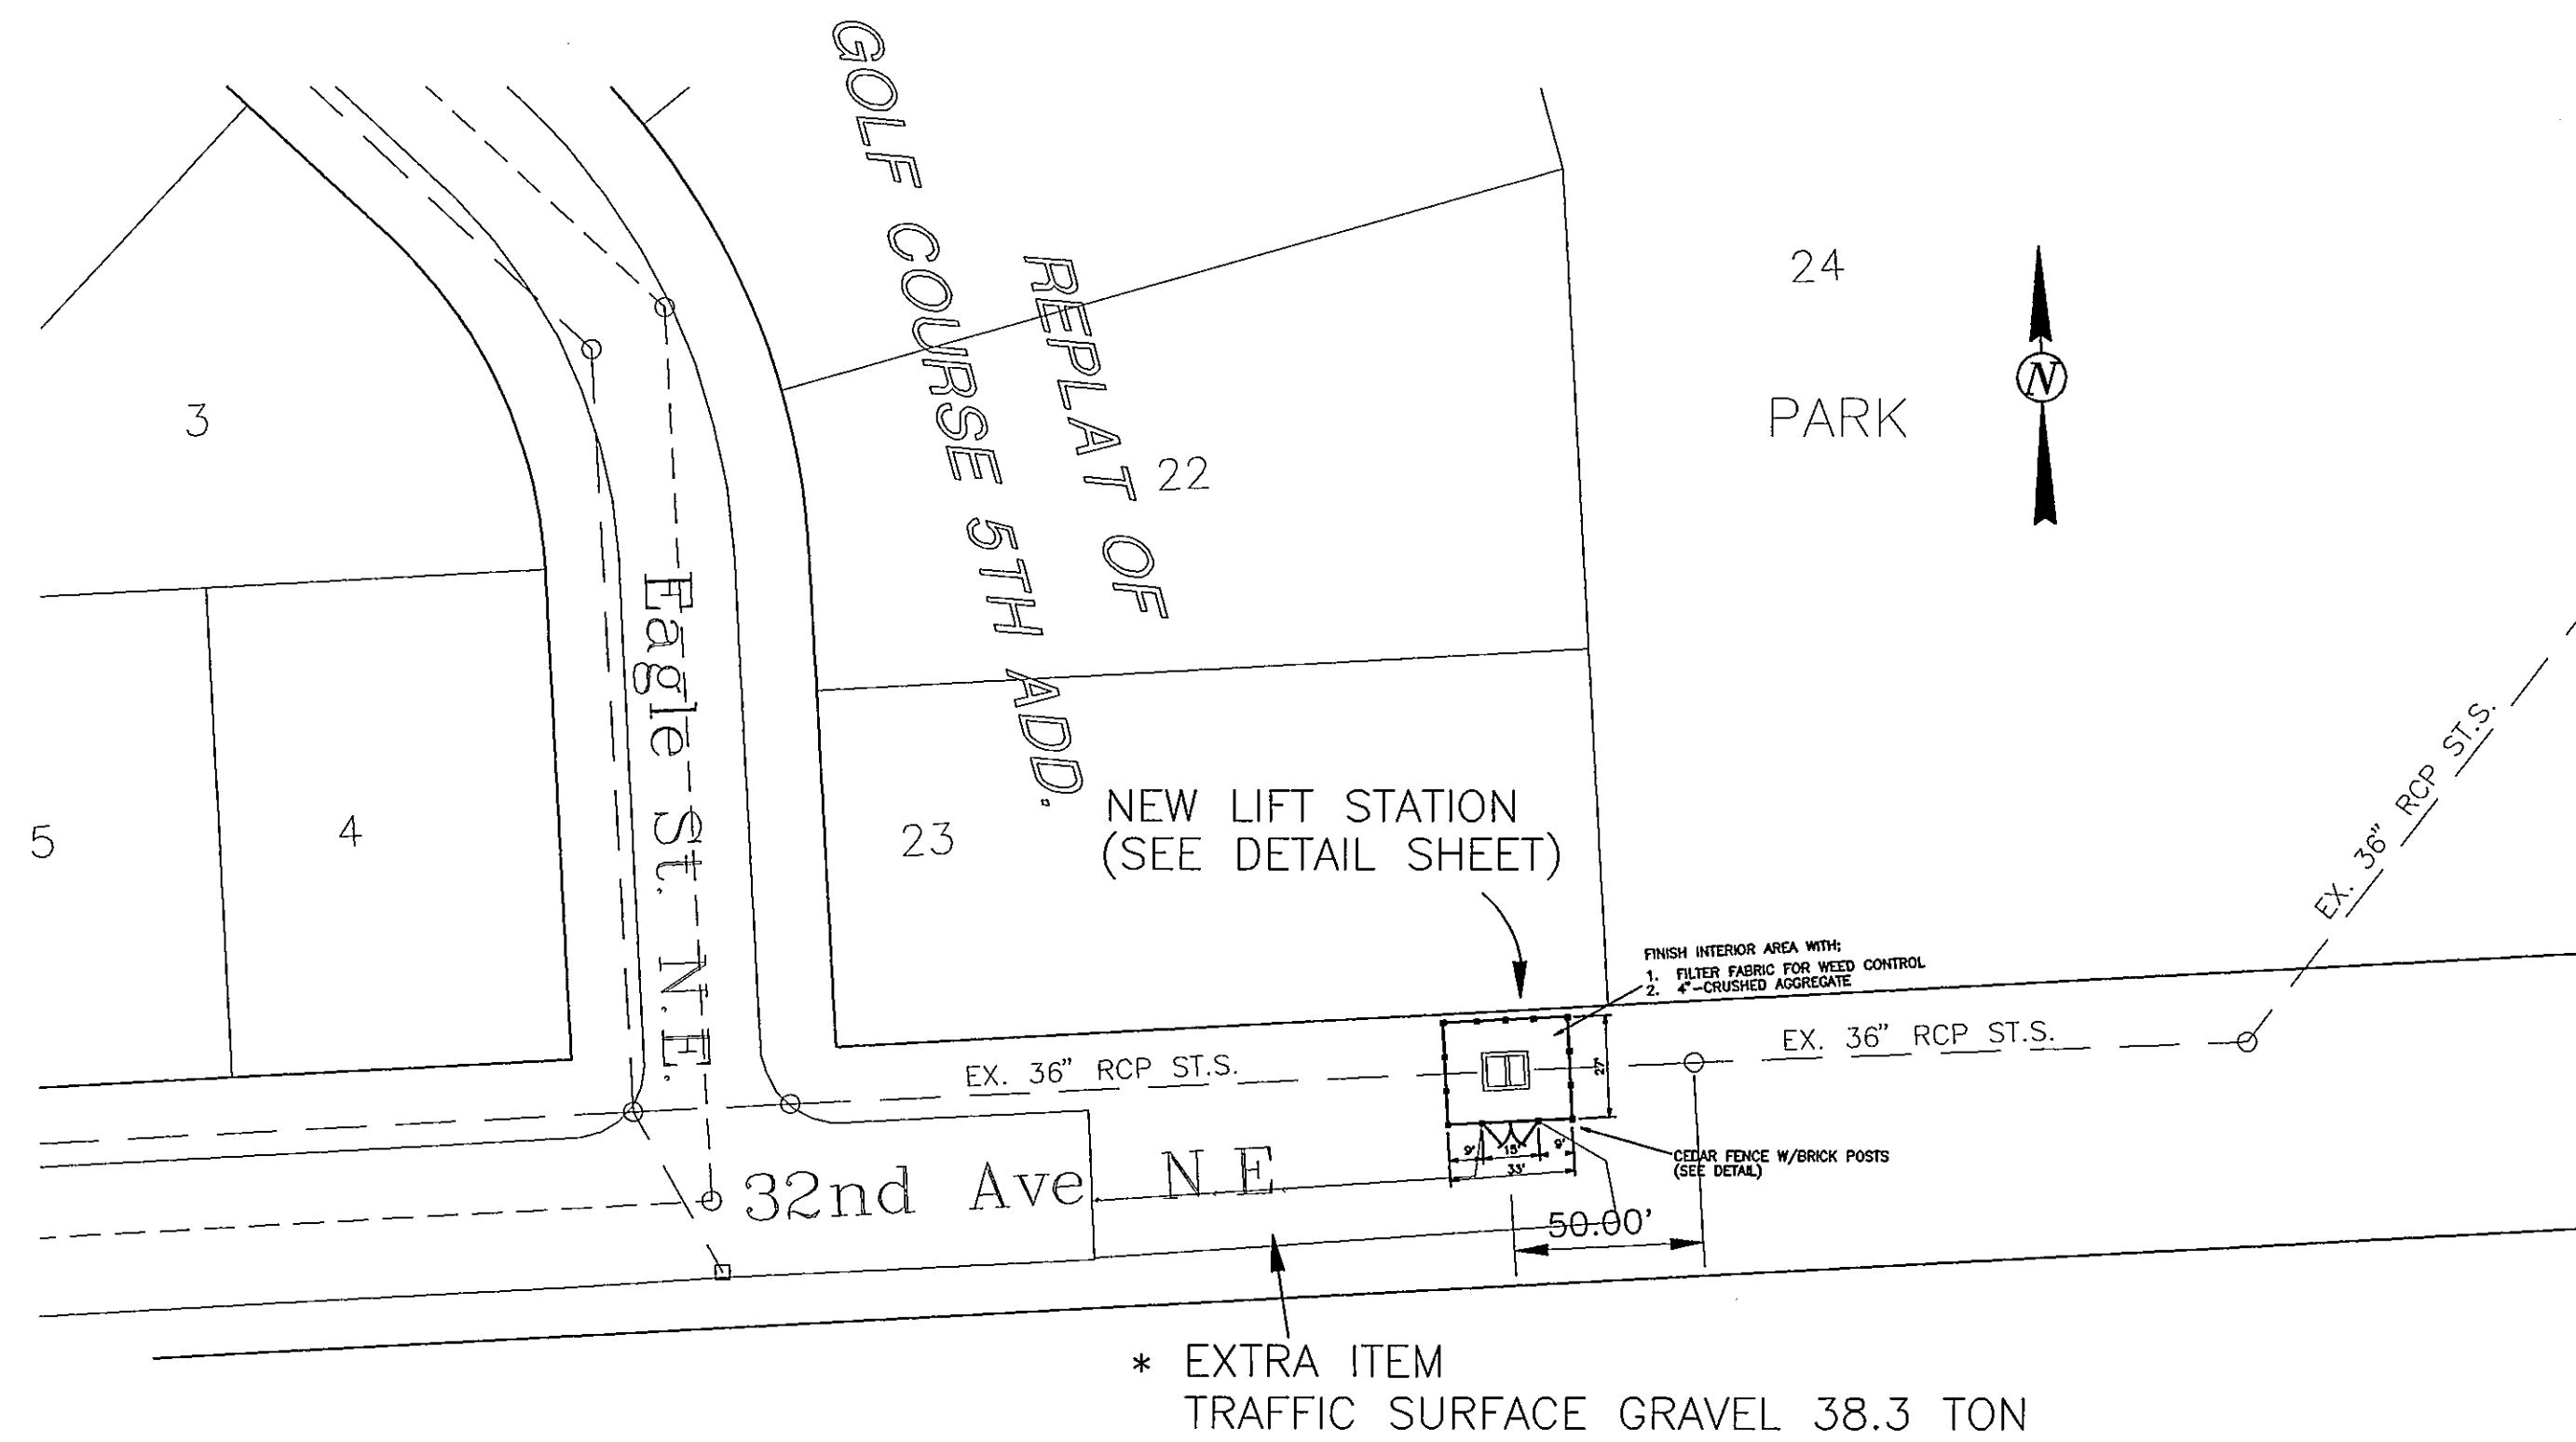 GOLF COURSE 5TH ADD.
REPLAT OF
24
PARK
N
3
22
5
4
23
Eagle St. N.E.
NEW LIFT STATION
(SEE DETAIL SHEET)
FINISH INTERIOR AREA WITH;
1. FILTER FABRIC FOR WEED CONTROL
2. 4"-CRUSHED AGGREGATE
EX. 36" RCP ST.S.
EX. 36" RCP ST.S.
EX. 36" RCP ST.S.
27'
9'
15'
9'
33'
CEDAR FENCE W/BRICK POSTS
(SEE DETAIL)
32nd Ave N.E.
50.00'
* EXTRA ITEM
TRAFFIC SURFACE GRAVEL 38.3 TON